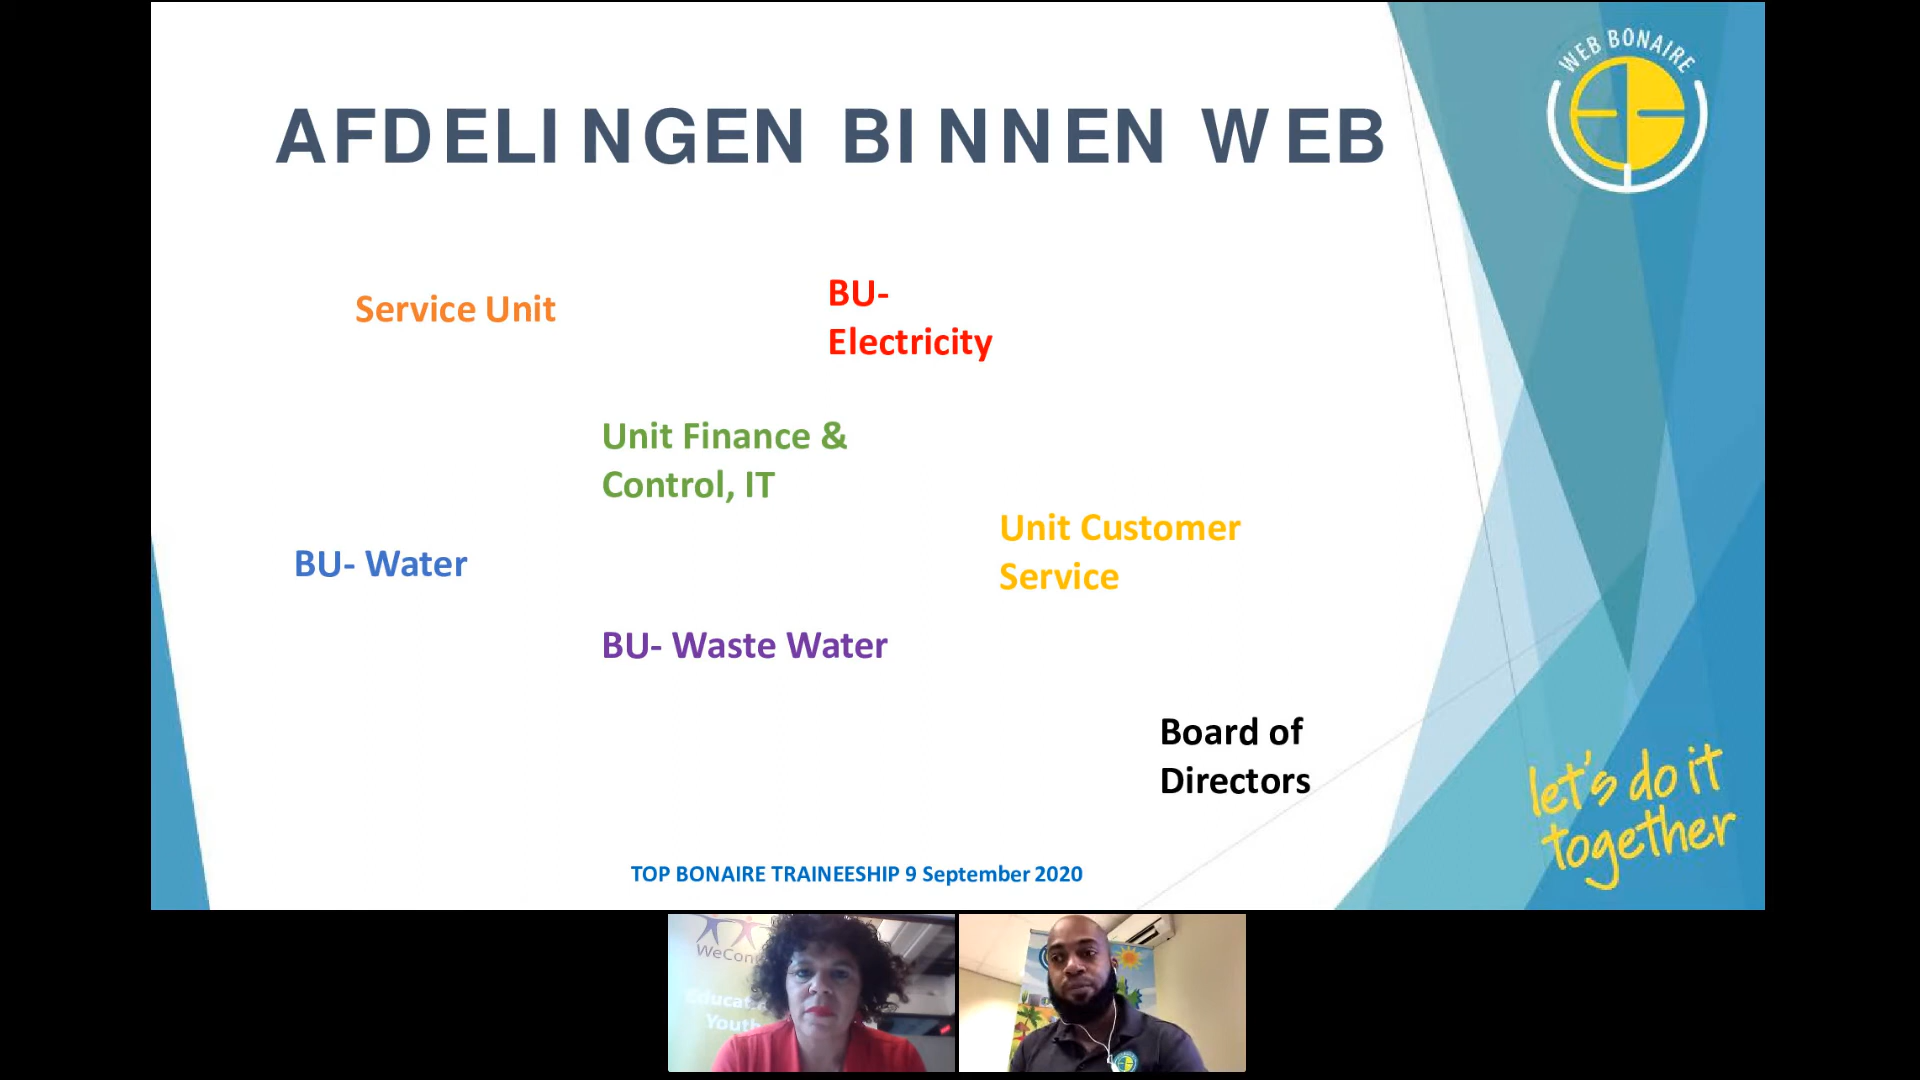 AFDELINGEN BINNEN WEB
WEB BONAIRE
Service Unit
BU-
Electricity
Unit Finance &
Control, IT
Unit Customer
Service
BU- Water
BU- Waste Water
Board of
Directors
let's do it
together
TOP BONAIRE TRAINEESHIP 9 September 2020